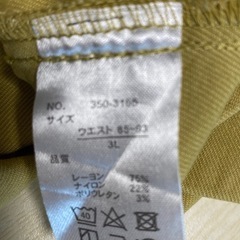 NO. 350-3165
サイズ
ウエスト 85-93
3L
品質
レーヨン 75%
ナイロン 22%
ポリウレタン 3%
40